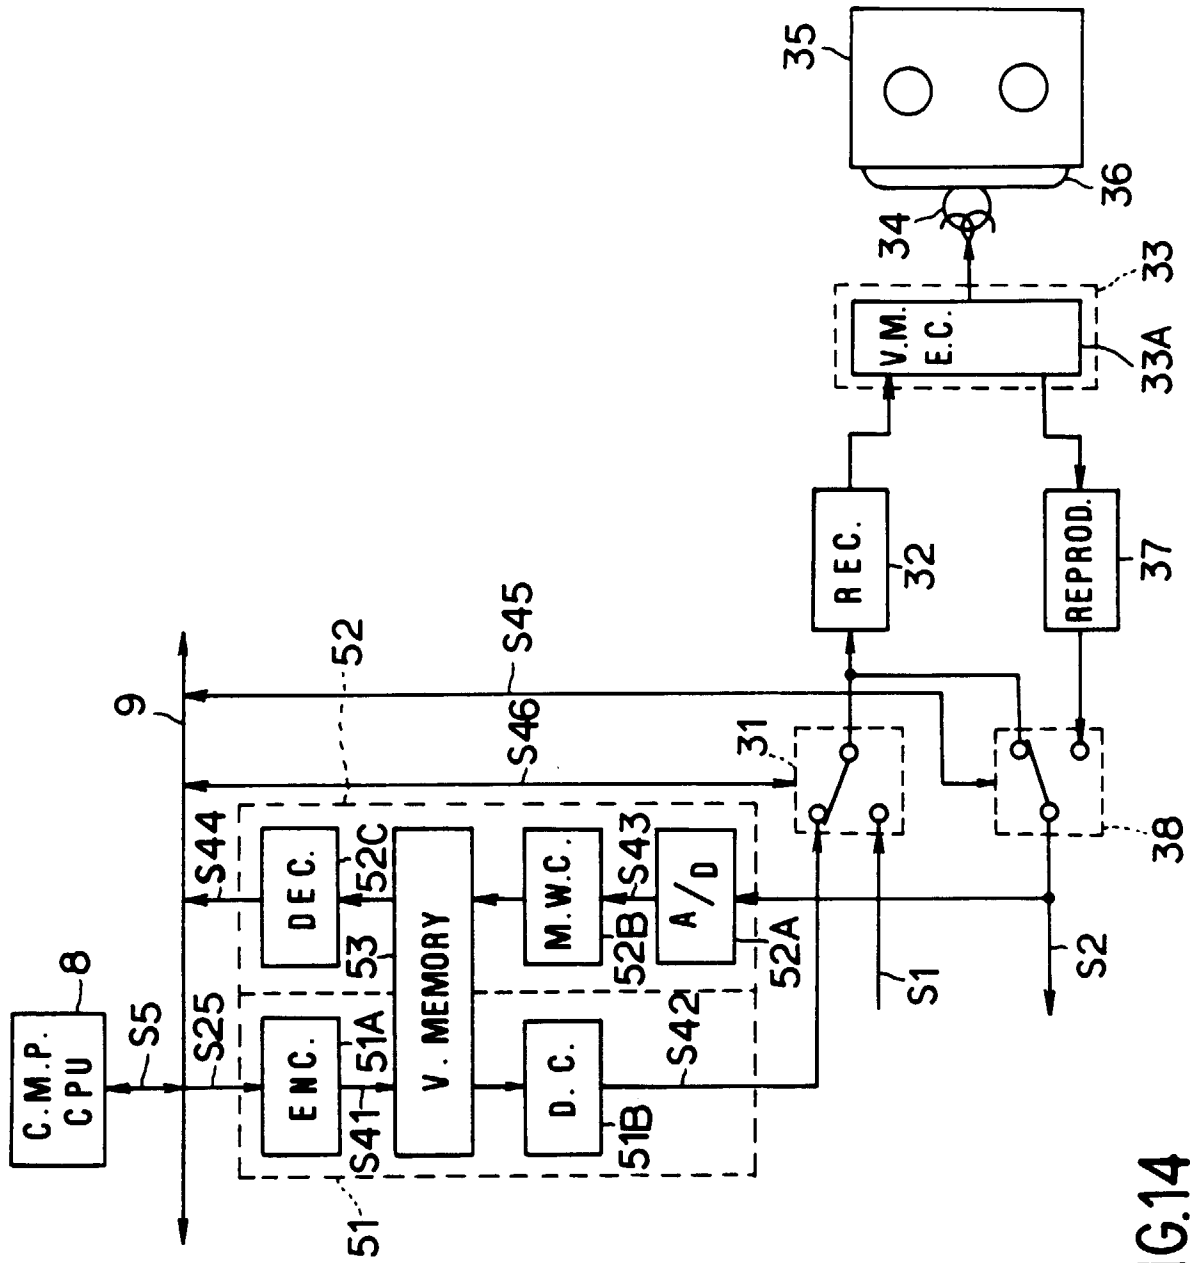 C.M.P.
CPU
8
S5
S25
S44
9
ENC.
51A
S41
DEC.
52C
53
V. MEMORY
D. C.
51B
S42
M.W.C.
52B
S43
A/D
52A
51
52
S46
S45
31
S1
S2
38
REC.
32
REPROD.
37
V.M.
E.C.
33A
33
34
35
36
G.14